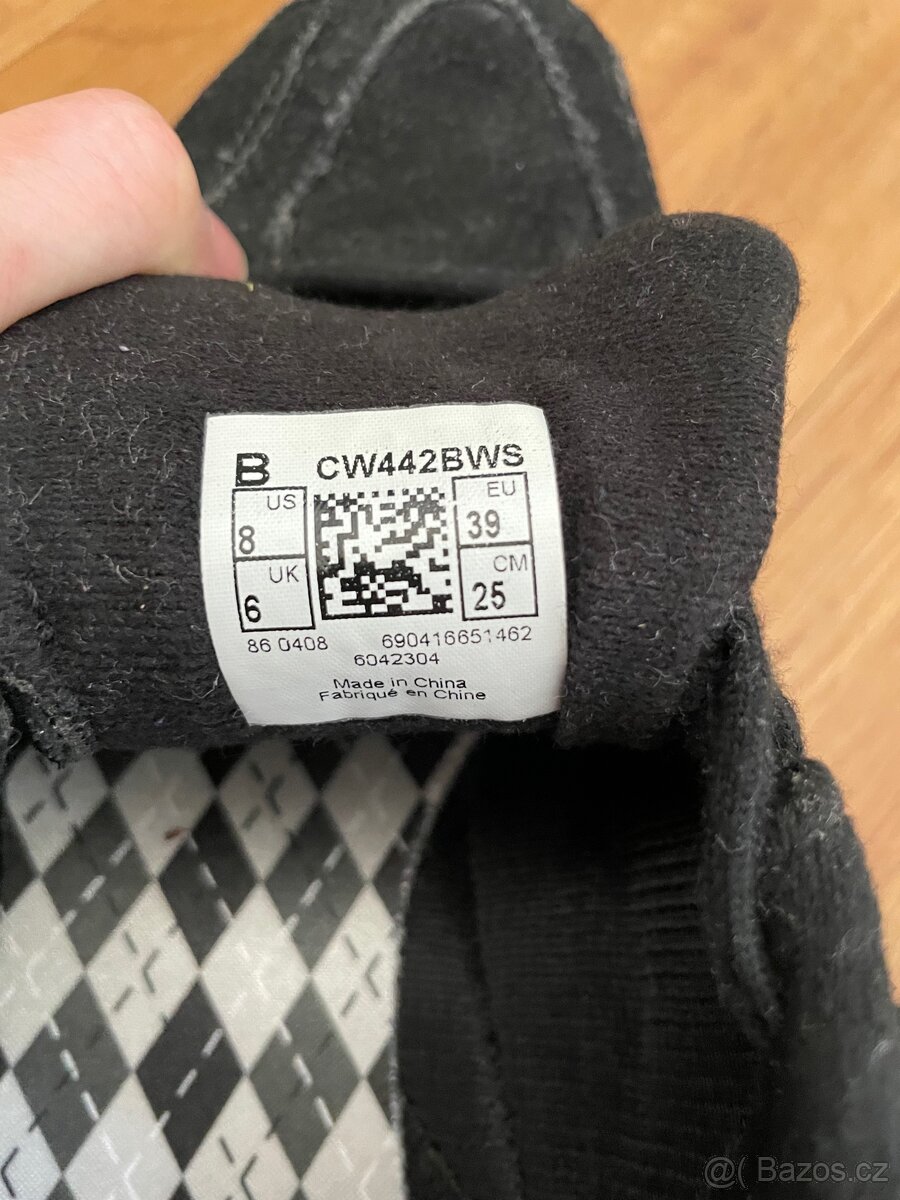 B CW442BWS
US EU
8 39
UK CM
6 25
86 0408 690416651462
6042304
Made in China
Fabriqué en Chine
@( Bazos.cz